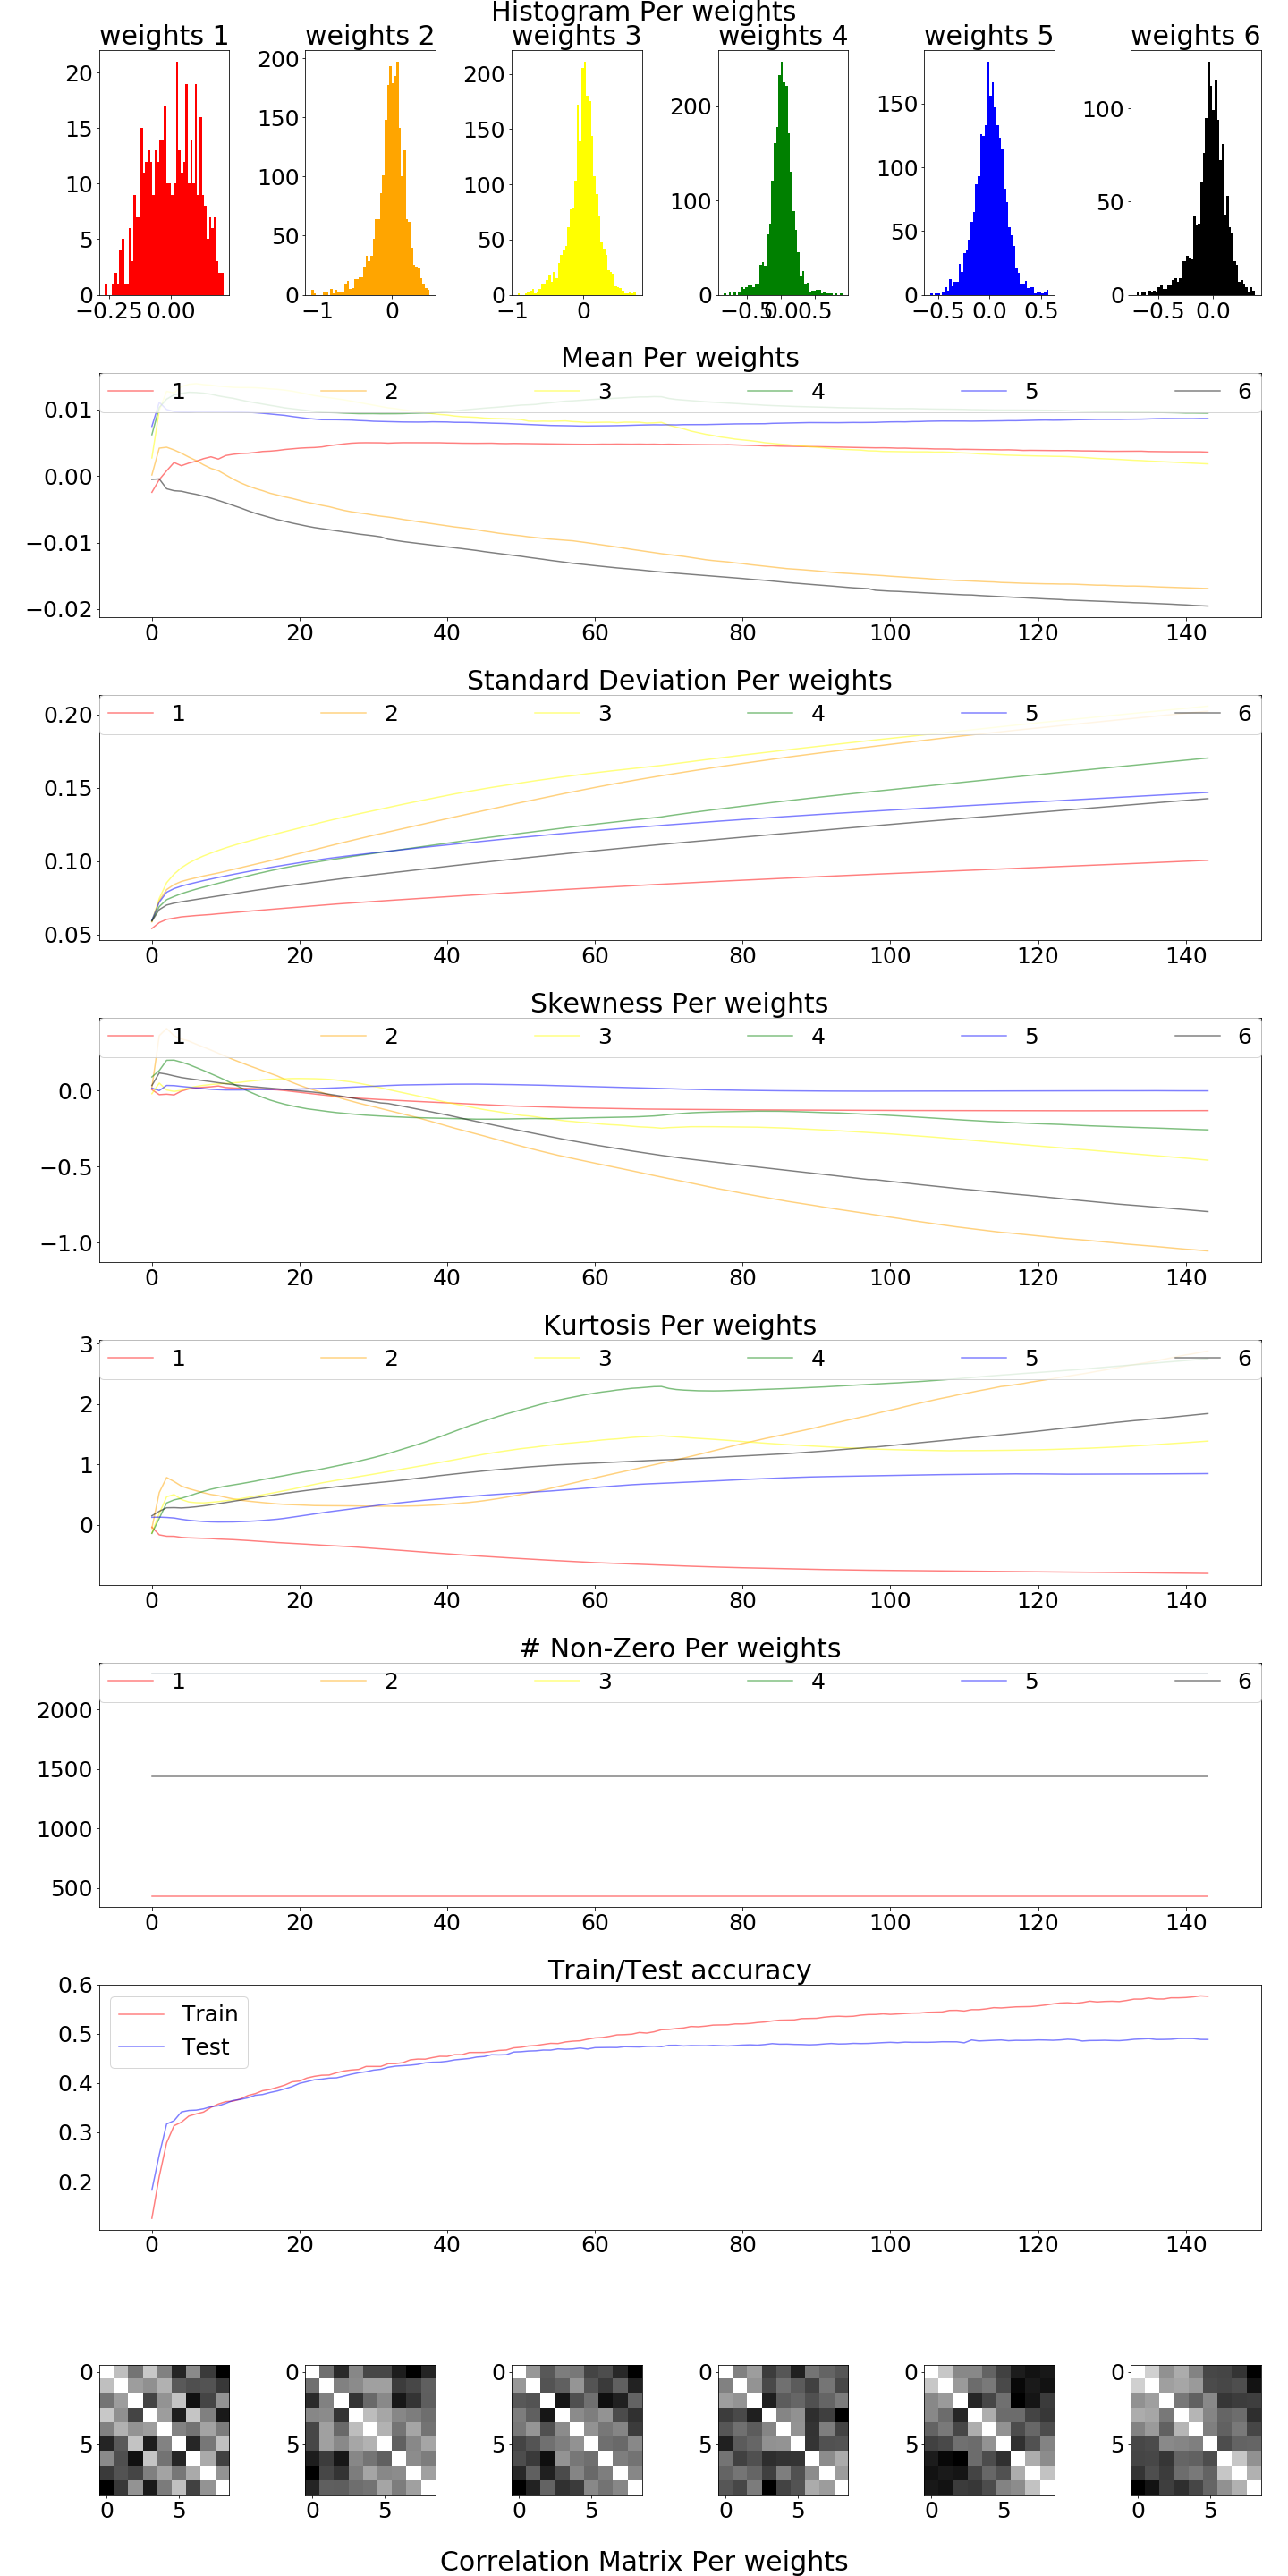 Histogram Per weights
weights 1 weights 2 weights 3 weights 4 weights 5 weights 6
20 15 10 5 0
−0.25 0.00
200 150 100 50 0
−1 0
200 150 100 50 0
−1 0
200 100 0
−0.5 0.0 0.5
150 100 50 0
−0.5 0.0 0.5
100 50 0
−0.5 0.0
Mean Per weights
1 2 3 4 5 6
0.01
0.00
−0.01
−0.02
0 20 40 60 80 100 120 140
Standard Deviation Per weights
1 2 3 4 5 6
0.20
0.15
0.10
0.05
0 20 40 60 80 100 120 140
Skewness Per weights
1 2 3 4 5 6
0.0
−0.5
−1.0
0 20 40 60 80 100 120 140
Kurtosis Per weights
3
1 2 3 4 5 6
2
1
0
0 20 40 60 80 100 120 140
# Non-Zero Per weights
1 2 3 4 5 6
2000
1500
1000
500
0 20 40 60 80 100 120 140
Train/Test accuracy
0.6
Train
0.5
Test
0.4
0.3
0.2
0 20 40 60 80 100 120 140
0 0 0 0 0 0
5 5 5 5 5 5
0 5 0 5 0 5 0 5 0 5 0 5
Correlation Matrix Per weights